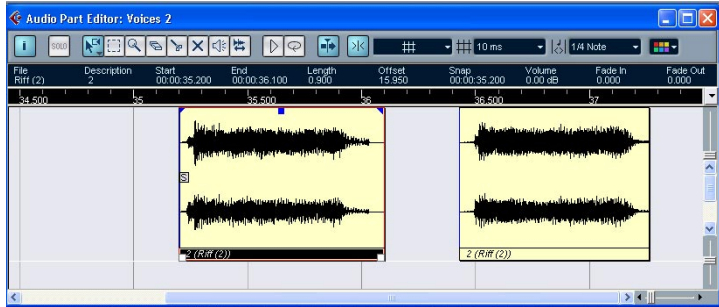 Audio Part Editor: Voices 2
i SOLO 10 ms 1/4 Note
File Description Start End Length Offset Snap Volume Fade In Fade Out
Riff (2) 2 00:00:35.200 00:00:36.100 0.900 15.950 00:00:35.200 0.00 dB 0.000 0.000
34.500 35 35.500 36 36.500 37
S
2 (Riff (2)) 2 (Riff (2))